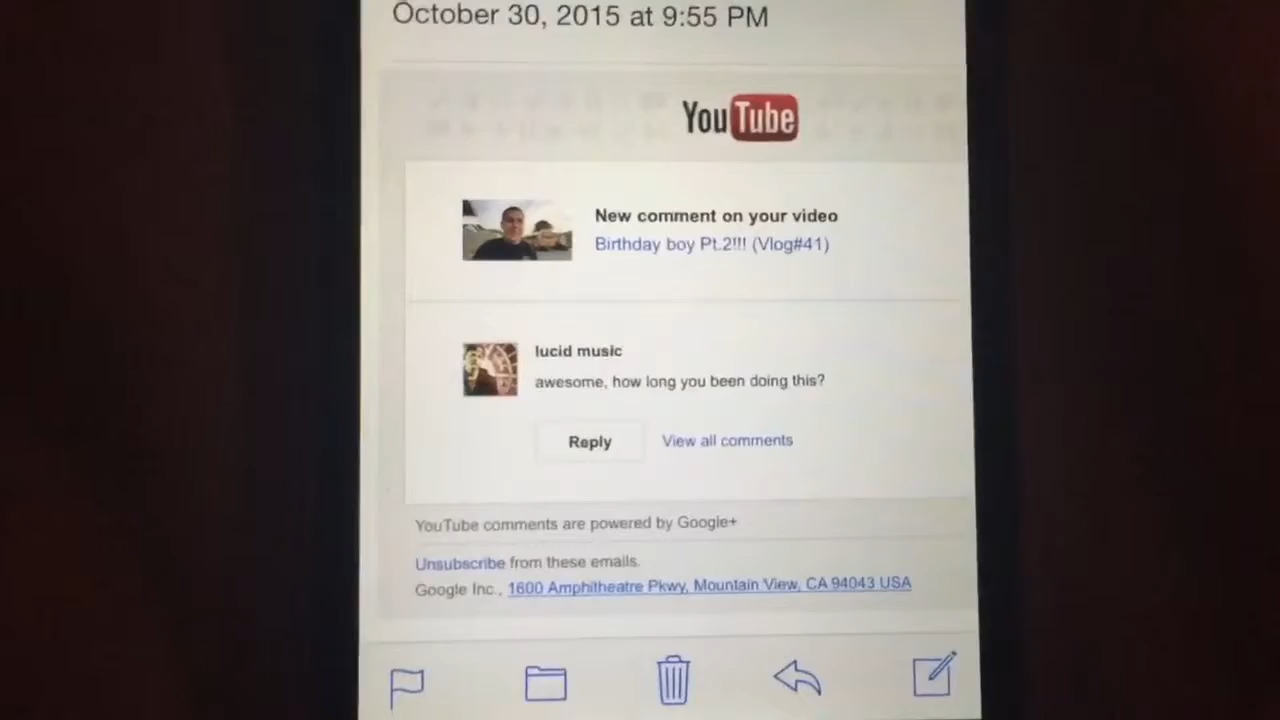 October 30, 2015 at 9:55 PM
YouTube
New comment on your video
Birthday boy Pt.2!!! (Vlog#41)
lucid music
awesome, how long you been doing this?
Reply View all comments
YouTube comments are powered by Google+
Unsubscribe from these emails.
Google Inc., 1600 Amphitheatre Pkwy, Mountain View, CA 94043 USA